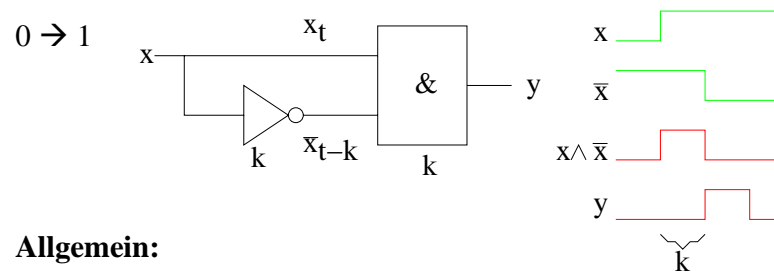 0 → 1
x
x_t
x̄_{t–k}
k
&
k
y
x
x̄
x ∧ x̄
y
k
Allgemein: